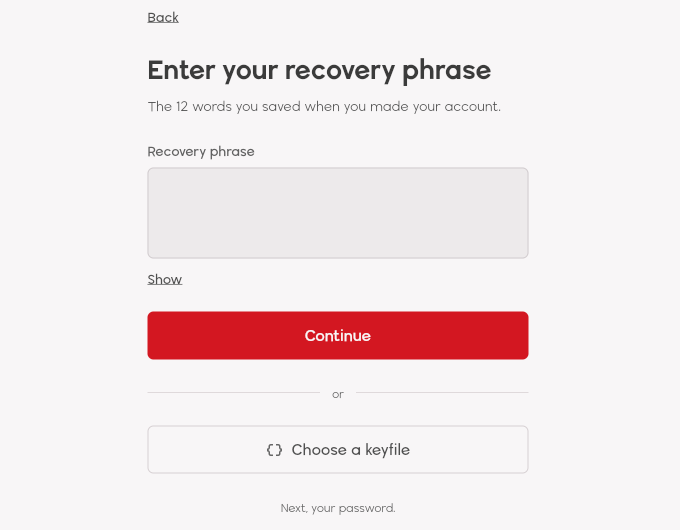 Back
Enter your recovery phrase
The 12 words you saved when you made your account.
Recovery phrase
Show
Continue
or
{} Choose a keyfile
Next, your password.